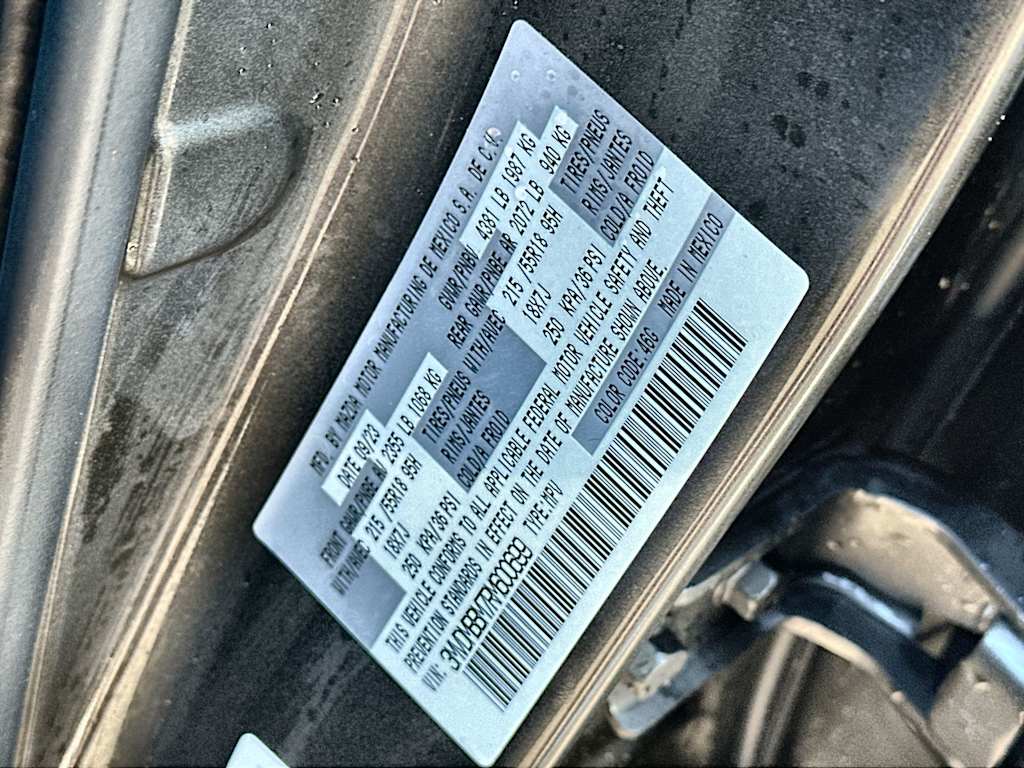 MFD. BY MAZDA MOTOR MANUFACTURING DE MEXICO S.A. DE C.V.
DATE 09/23 GVWR/PNBV 4381 LB 1987 KG
FRONT GAWR/PNBE AV 2355 LB 1068 KG REAR GAWR/PNBE AR 2072 LB 940 KG
WITH/AVEC 215 /55R18 95H TIRES/PNEUS WITH/AVEC 215 /55R18 95H TIRES/PNEUS
18X7J RIMS/JANTES 18X7J RIMS/JANTES
250 KPH/36 PSI COLD/A FROID 250 KPH/36 PSI COLD/A FROID
THIS VEHICLE CONFORMS TO ALL APPLICABLE FEDERAL MOTOR VEHICLE SAFETY AND THEFT
PREVENTION STANDARDS IN EFFECT ON THE DATE OF MANUFACTURE SHOWN ABOVE.
VIN: TYPE:MPV COLOR CODE:46G MADE IN MEXICO